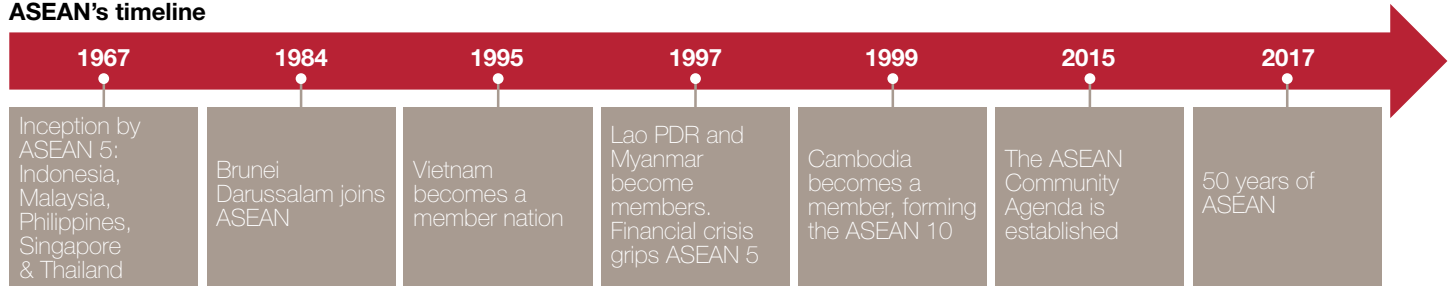 ASEAN's timeline
1967
1984
1995
1997
1999
2015
2017
Inception by
ASEAN 5:
Indonesia,
Malaysia,
Philippines,
Singapore
& Thailand
Brunei
Darussalam joins
ASEAN
Vietnam
becomes a
member nation
Lao PDR and
Myanmar
become
members.
Financial crisis
grips ASEAN 5
Cambodia
becomes a
member, forming
the ASEAN 10
The ASEAN
Community
Agenda is
established
50 years of
ASEAN